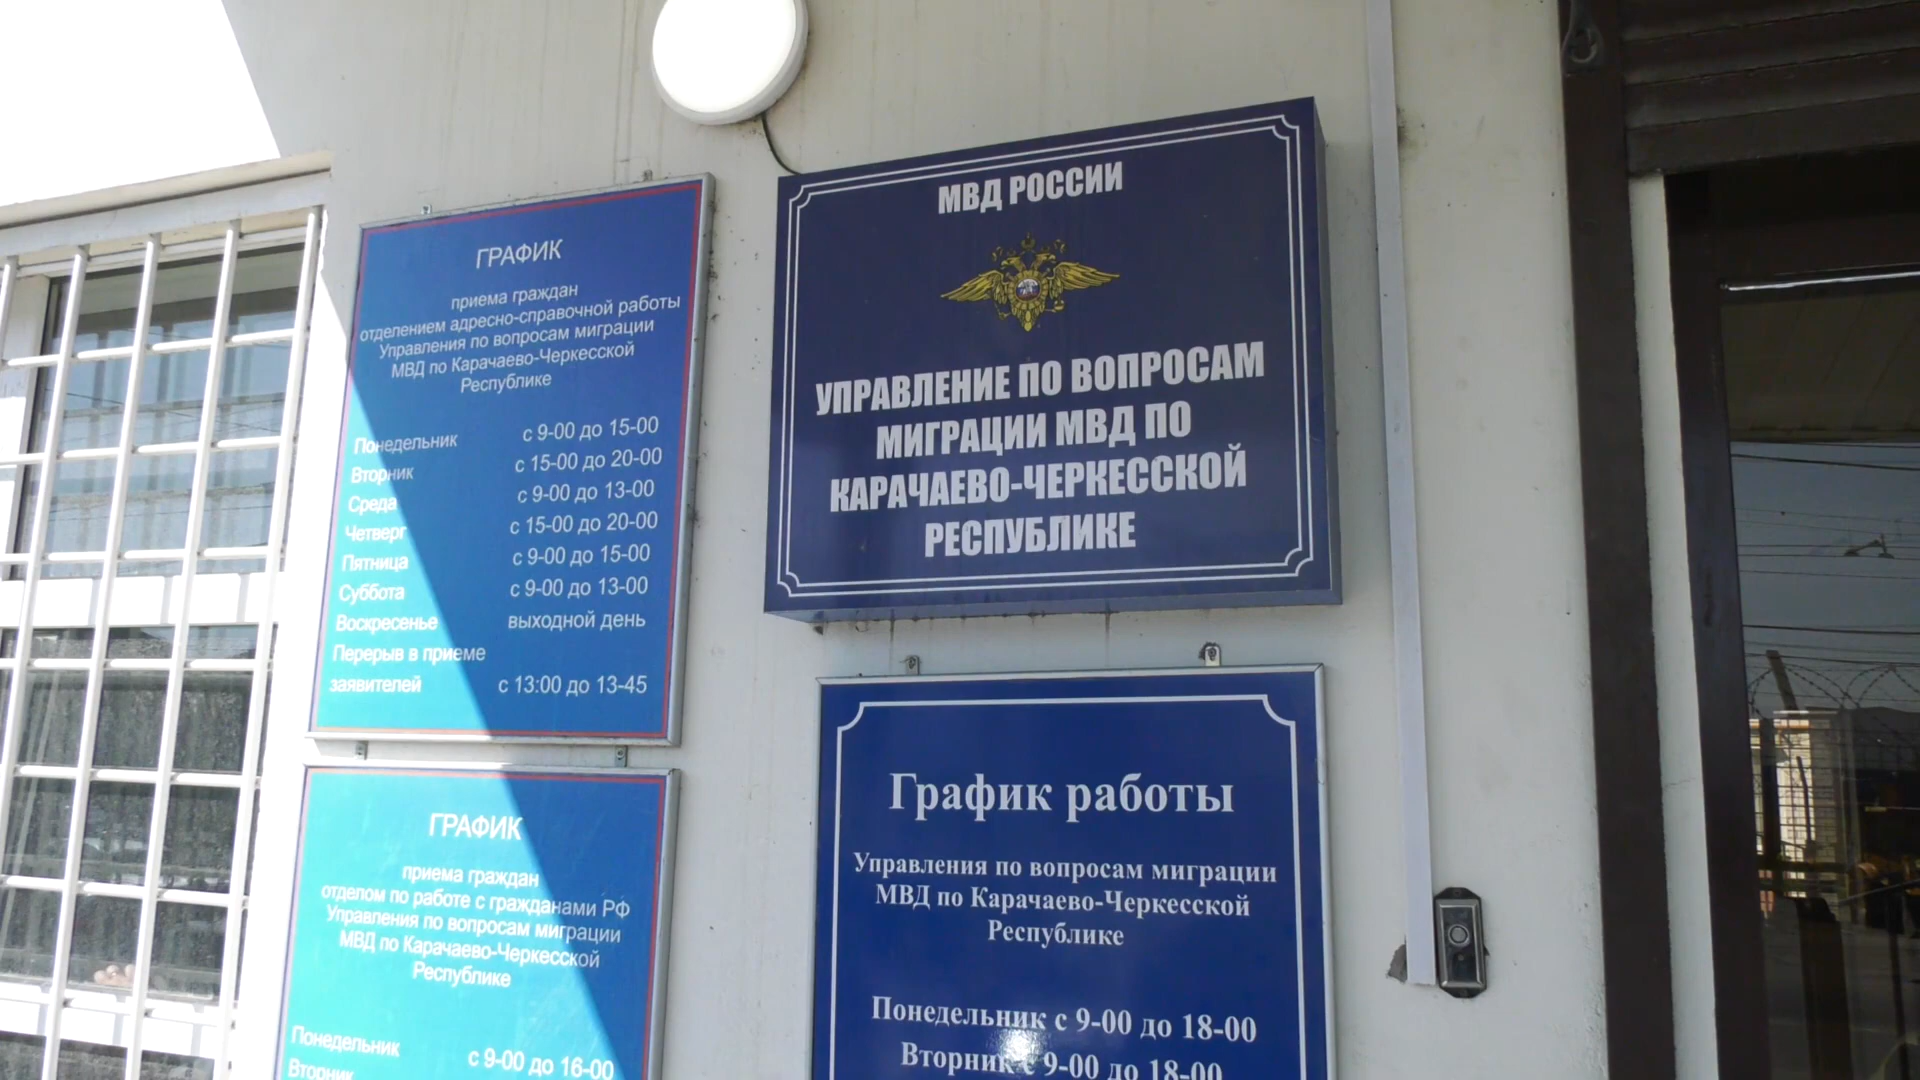 ГРАФИК
приема граждан
отделением адресно-справочной работы
Управления по вопросам миграции
МВД по Карачаево-Черкесской
Республике
Понедельник с 9-00 до 15-00
Вторник с 15-00 до 20-00
Среда с 9-00 до 13-00
Четверг с 15-00 до 20-00
Пятница с 9-00 до 15-00
Суббота с 9-00 до 13-00
Воскресенье выходной день
Перерыв в приеме
заявителей с 13:00 до 13-45
ГРАФИК
приема граждан
отделом по работе с гражданами РФ
Управления по вопросам миграции
МВД по Карачаево-Черкесской
Республике
Понедельник с 9-00 до 16-00
Вторник
МВД РОССИИ
УПРАВЛЕНИЕ ПО ВОПРОСАМ
МИГРАЦИИ МВД ПО
КАРАЧАЕВО-ЧЕРКЕССКОЙ
РЕСПУБЛИКЕ
График работы
Управления по вопросам миграции
МВД по Карачаево-Черкесской
Республике
Понедельник с 9-00 до 18-00
Вторник с 9-00 до 18-00